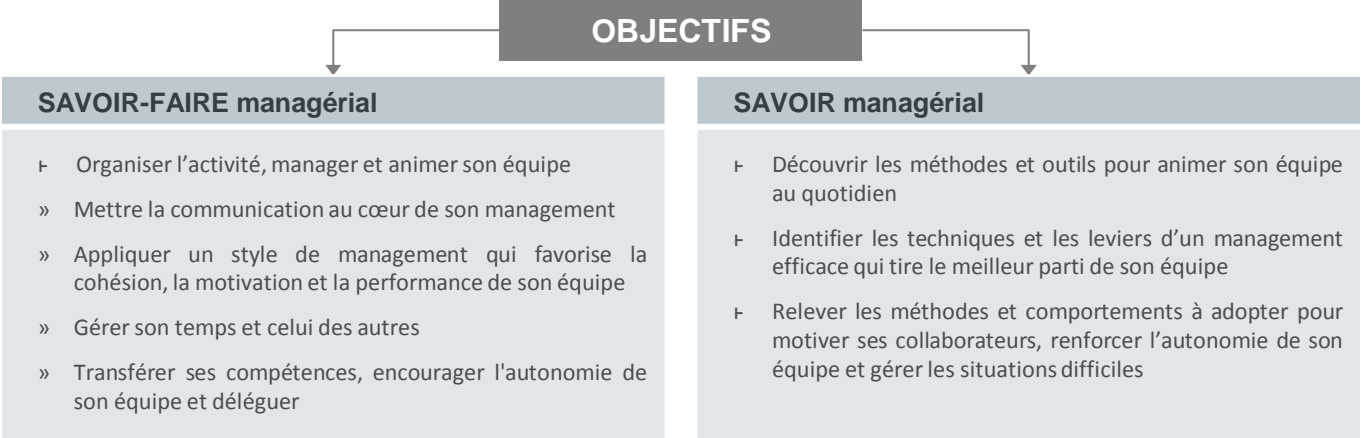 OBJECTIFS
SAVOIR-FAIRE managérial
⊦ Organiser l’activité, manager et animer son équipe
» Mettre la communication au cœur de son management
» Appliquer un style de management qui favorise la
cohésion, la motivation et la performance de son équipe
» Gérer son temps et celui des autres
» Transférer ses compétences, encourager l'autonomie de
son équipe et déléguer
SAVOIR managérial
⊦ Découvrir les méthodes et outils pour animer son équipe
au quotidien
⊦ Identifier les techniques et les leviers d’un management
efficace qui tire le meilleur parti de son équipe
⊦ Relever les méthodes et comportements à adopter pour
motiver ses collaborateurs, renforcer l’autonomie de son
équipe et gérer les situations difficiles